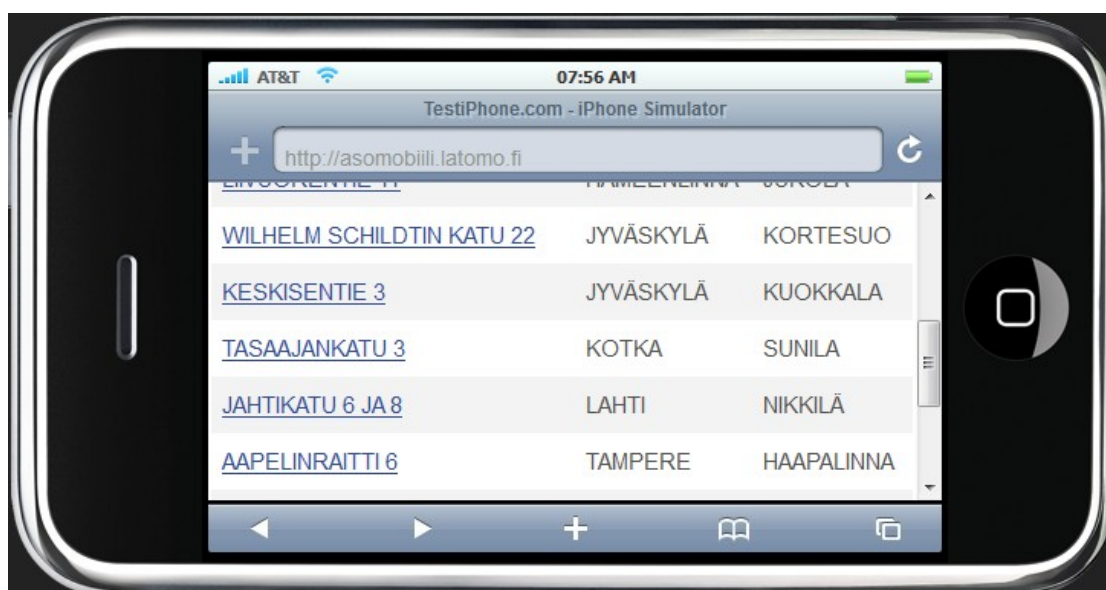 AT&T 07:56 AM
TestiPhone.com - iPhone Simulator
http://asomobiili.latomo.fi
WILHELM SCHILDTIN KATU 22 JYVÄSKYLÄ KORTESUO
KESKISENTIE 3 JYVÄSKYLÄ KUOKKALA
TASAAJANKATU 3 KOTKA SUNILA
JAHTIKATU 6 JA 8 LAHTI NIKKILÄ
AAPELINRAITTI 6 TAMPERE HAAPALINNA